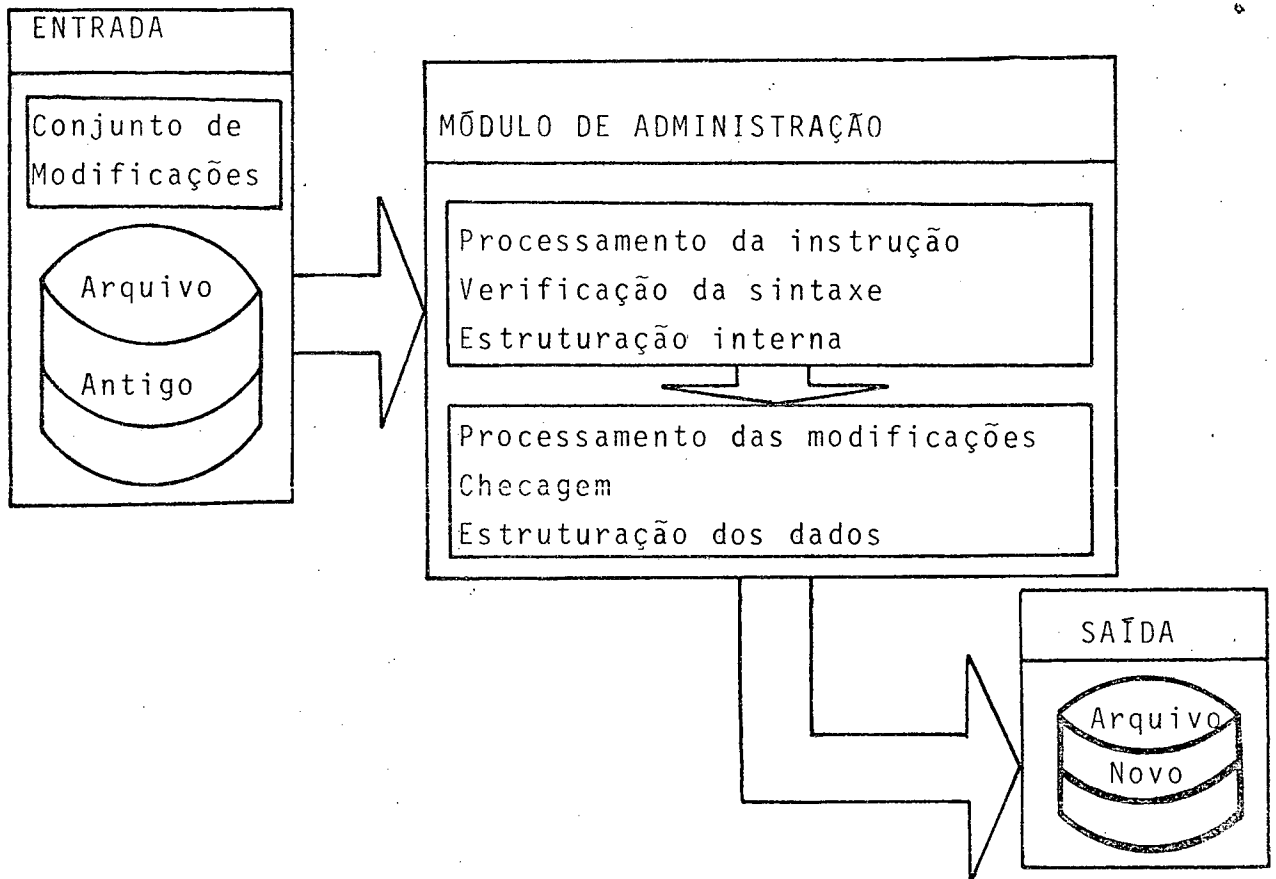 ENTRADA
Conjunto de
Modificações
Arquivo
Antigo
MÓDULO DE ADMINISTRAÇÃO
Processamento da instrução
Verificação da sintaxe
Estruturação interna
Processamento das modificações
Checagem
Estruturação dos dados
SAÍDA
Arquivo
Novo